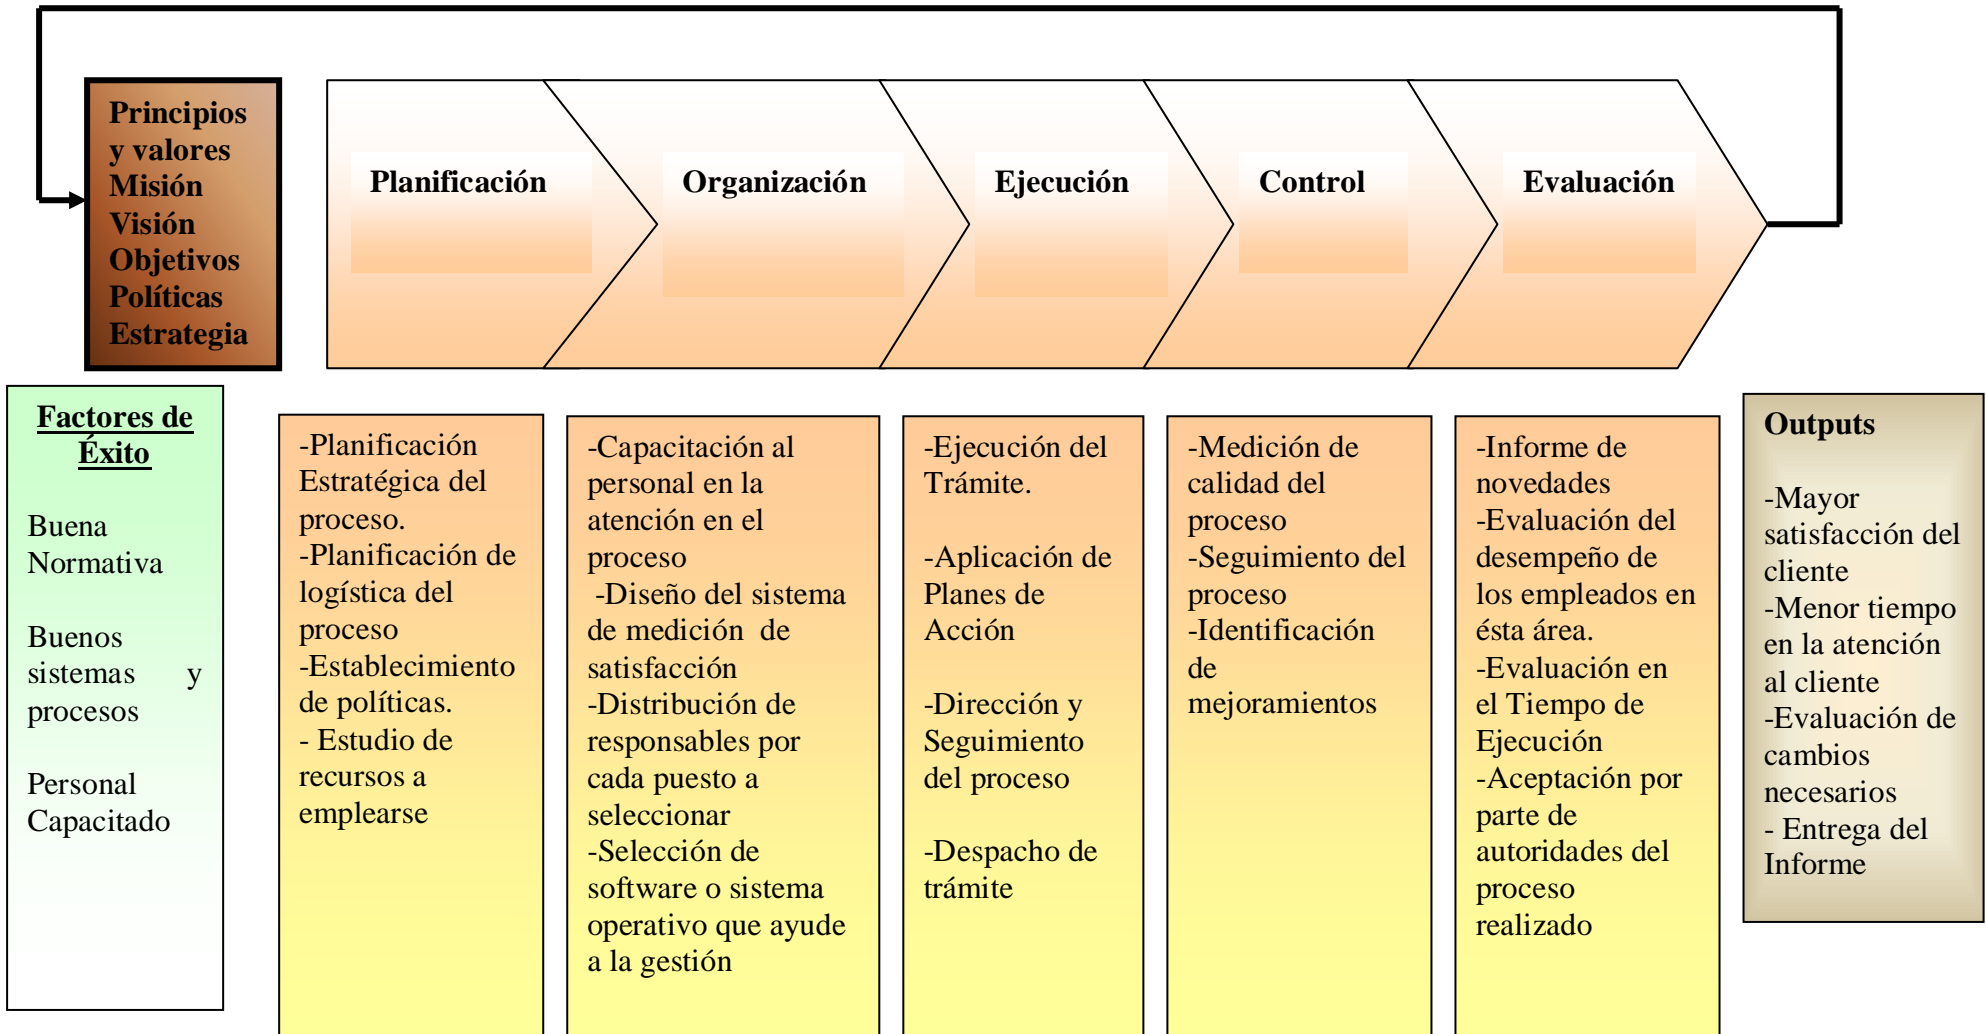 Principios
y valores
Misión
Visión
Objetivos
Políticas
Estrategia
Planificación
Organización
Ejecución
Control
Evaluación
Factores de
Éxito
Buena
Normativa
Buenos
sistemas y
procesos
Personal
Capacitado
-Planificación
Estratégica del
proceso.
-Planificación de
logística del
proceso
-Establecimiento
de políticas.
- Estudio de
recursos a
emplearse
-Capacitación al
personal en la
atención en el
proceso
-Diseño del sistema
de medición de
satisfacción
-Distribución de
responsables por
cada puesto a
seleccionar
-Selección de
software o sistema
operativo que ayude
a la gestión
-Ejecución del
Trámite.
-Aplicación de
Planes de
Acción
-Dirección y
Seguimiento
del proceso
-Despacho de
trámite
-Medición de
calidad del
proceso
-Seguimiento del
proceso
-Identificación
de
mejoramientos
-Informe de
novedades
-Evaluación del
desempeño de
los empleados en
ésta área.
-Evaluación en
el Tiempo de
Ejecución
-Aceptación por
parte de
autoridades del
proceso
realizado
Outputs
-Mayor
satisfacción del
cliente
-Menor tiempo
en la atención
al cliente
-Evaluación de
cambios
necesarios
- Entrega del
Informe